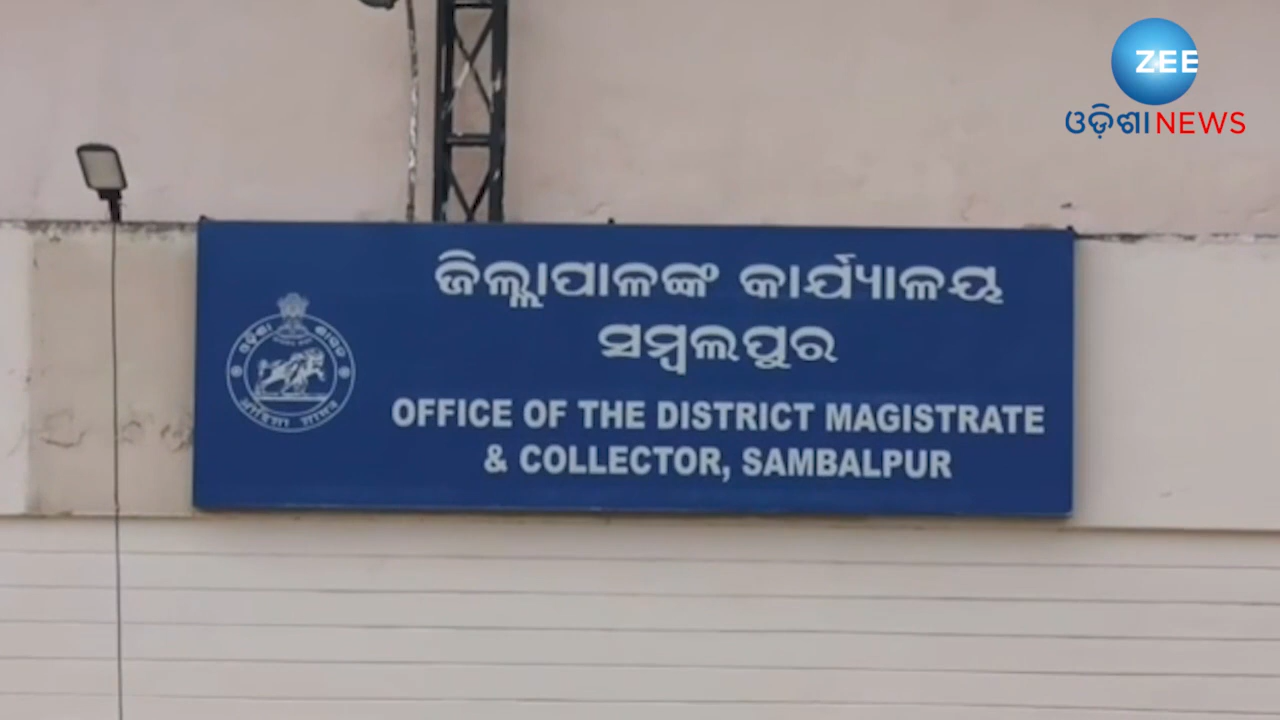 ZEE
ଓଡ଼ିଶା NEWS
ଜିଲ୍ଲାପାଳଙ୍କ କାର୍ଯ୍ୟାଳୟ
ସମ୍ବଲପୁର
OFFICE OF THE DISTRICT MAGISTRATE
& COLLECTOR, SAMBALPUR